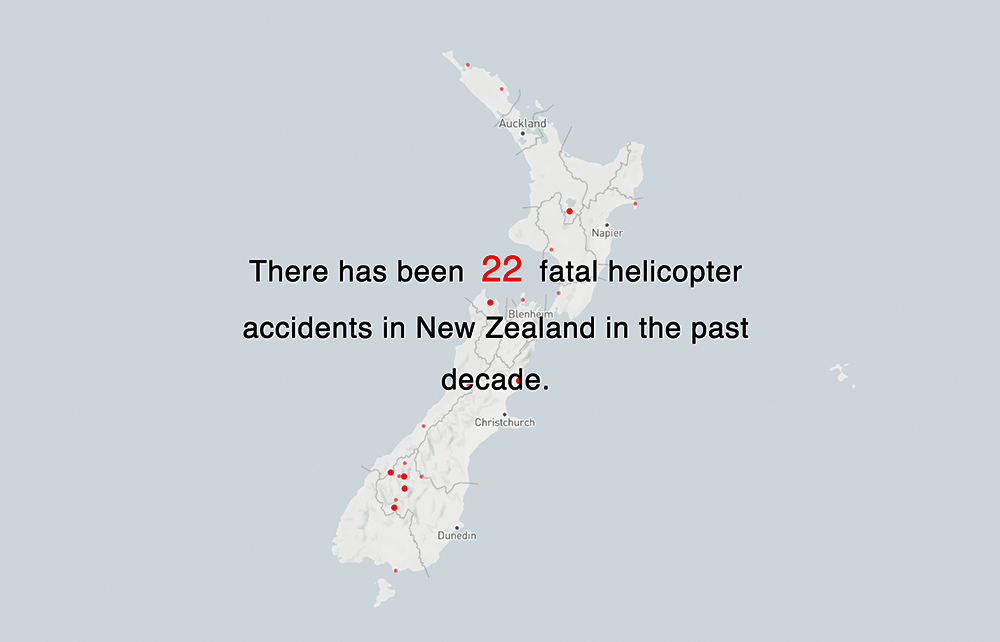 Auckland
Napier
There has been 22 fatal helicopter
Blenheim
accidents in New Zealand in the past
decade.
Christchurch
Dunedin